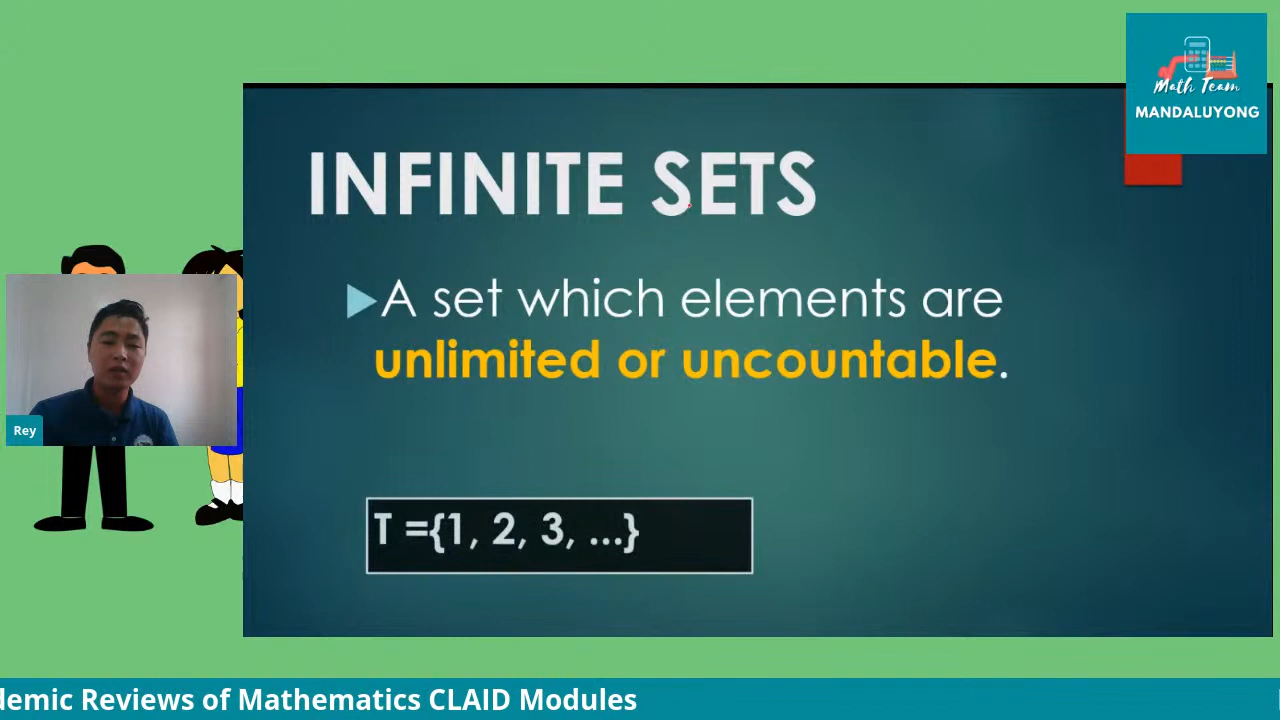 Math Team
MANDALUYONG
INFINITE SETS
A set which elements are
unlimited or uncountable.
Rey
T ={1, 2, 3, ...}
demic Reviews of Mathematics CLAID Modules